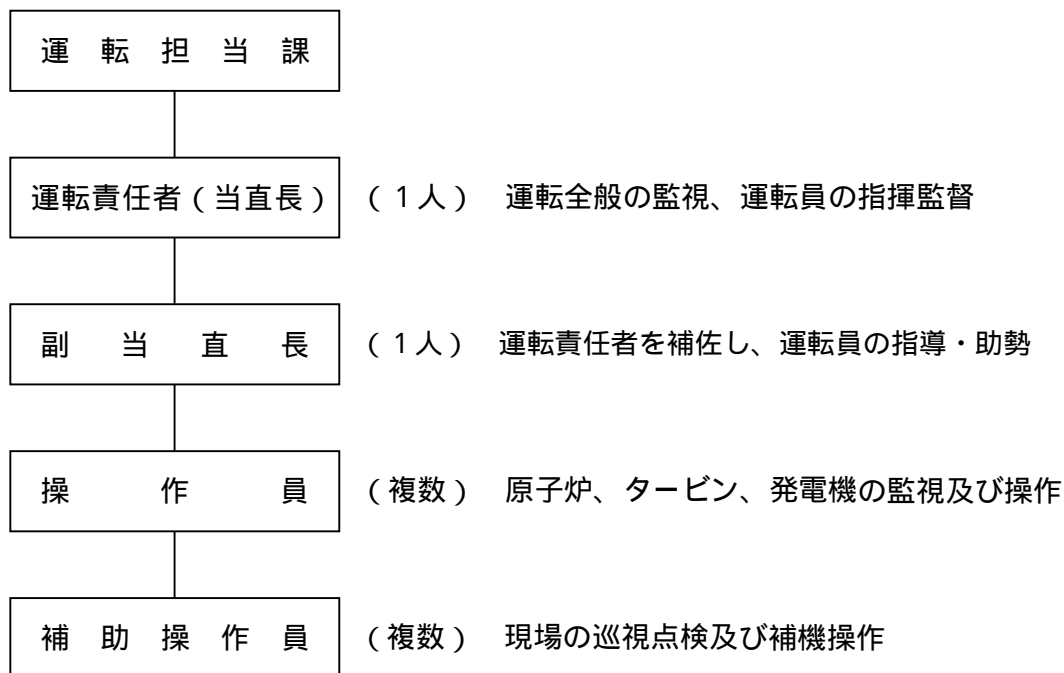 運転担当課
運転責任者（当直長）（１人） 運転全般の監視、運転員の指揮監督
副当直長（１人） 運転責任者を補佐し、運転員の指導・助勢
操作員（複数） 原子炉、タービン、発電機の監視及び操作
補助操作員（複数） 現場の巡視点検及び補機操作